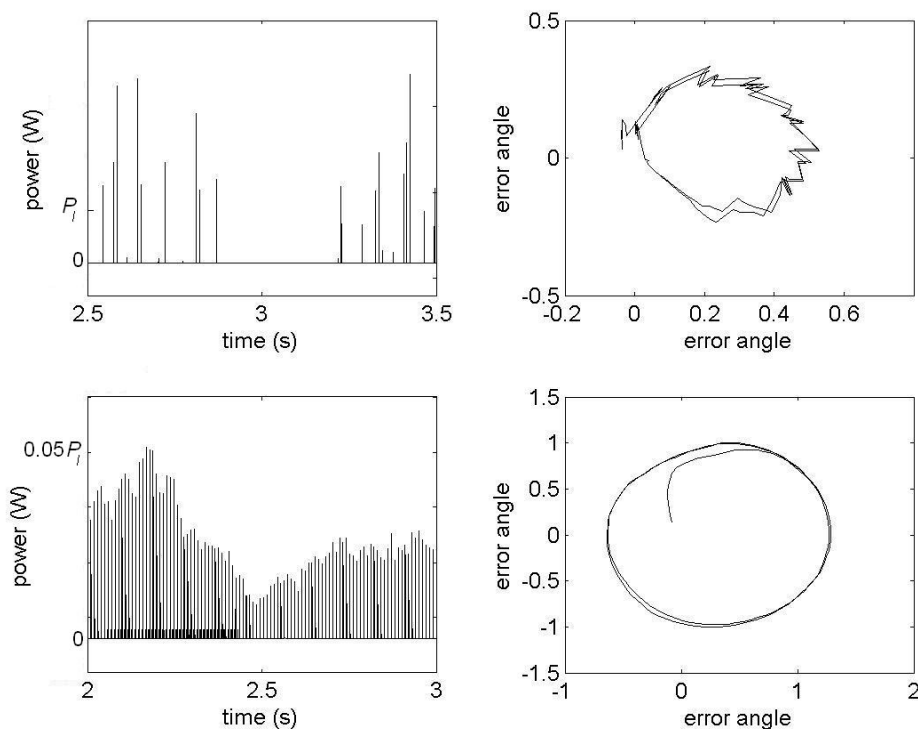 power (W)
P_l
0
2.5 3 3.5
time (s)
error angle
0.5
0
-0.5
-0.2 0 0.2 0.4 0.6
error angle
power (W)
0.05P_l
0
2 2.5 3
time (s)
error angle
1.5
1
0.5
0
-0.5
-1
-1.5
-1 0 1 2
error angle